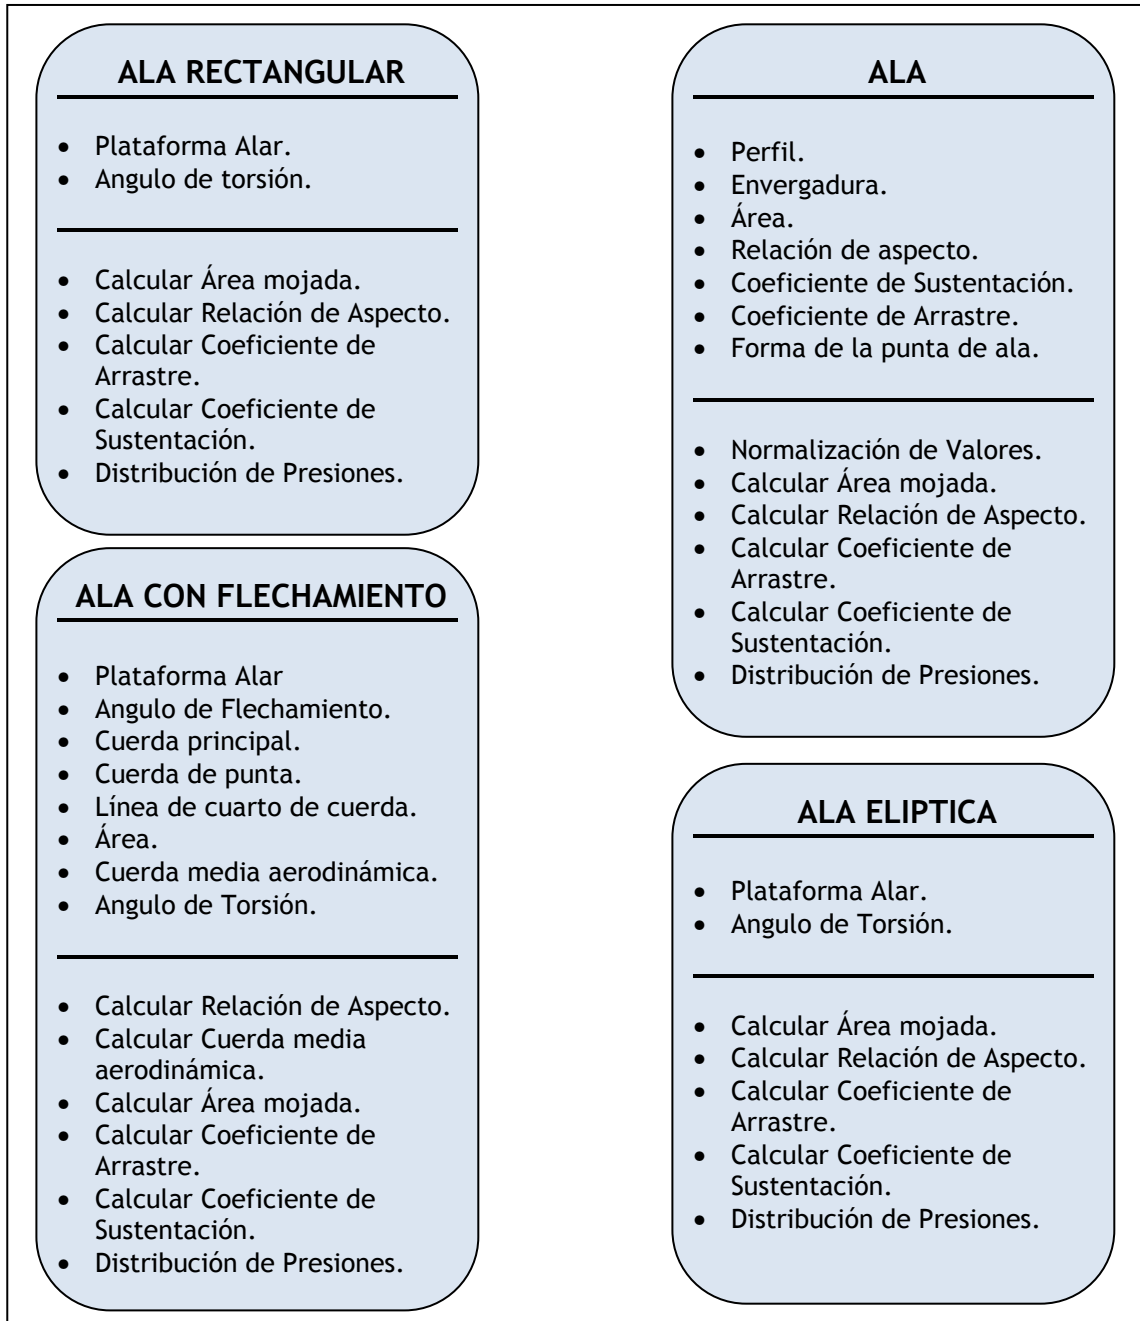 ALA RECTANGULAR
• Plataforma Alar.
• Angulo de torsión.
• Calcular Área mojada.
• Calcular Relación de Aspecto.
• Calcular Coeficiente de
Arrastre.
• Calcular Coeficiente de
Sustentación.
• Distribución de Presiones.
ALA CON FLECHAMIENTO
• Plataforma Alar
• Angulo de Flechamiento.
• Cuerda principal.
• Cuerda de punta.
• Línea de cuarto de cuerda.
• Área.
• Cuerda media aerodinámica.
• Angulo de Torsión.
• Calcular Relación de Aspecto.
• Calcular Cuerda media
aerodinámica.
• Calcular Área mojada.
• Calcular Coeficiente de
Arrastre.
• Calcular Coeficiente de
Sustentación.
• Distribución de Presiones.
ALA
• Perfil.
• Envergadura.
• Área.
• Relación de aspecto.
• Coeficiente de Sustentación.
• Coeficiente de Arrastre.
• Forma de la punta de ala.
• Normalización de Valores.
• Calcular Área mojada.
• Calcular Relación de Aspecto.
• Calcular Coeficiente de
Arrastre.
• Calcular Coeficiente de
Sustentación.
• Distribución de Presiones.
ALA ELIPTICA
• Plataforma Alar.
• Angulo de Torsión.
• Calcular Área mojada.
• Calcular Relación de Aspecto.
• Calcular Coeficiente de
Arrastre.
• Calcular Coeficiente de
Sustentación.
• Distribución de Presiones.